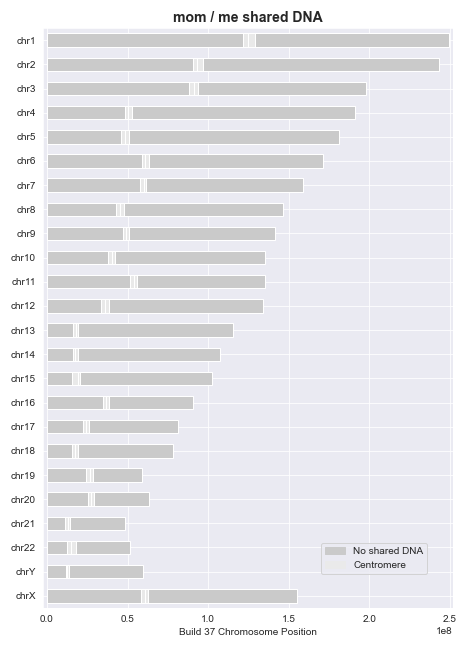 mom / me shared DNA
chr1
chr2
chr3
chr4
chr5
chr6
chr7
chr8
chr9
chr10
chr11
chr12
chr13
chr14
chr15
chr16
chr17
chr18
chr19
chr20
chr21
chr22
chrY
chrX
No shared DNA
Centromere
0.0 0.5 1.0 1.5 2.0 2.5
Build 37 Chromosome Position 1e8